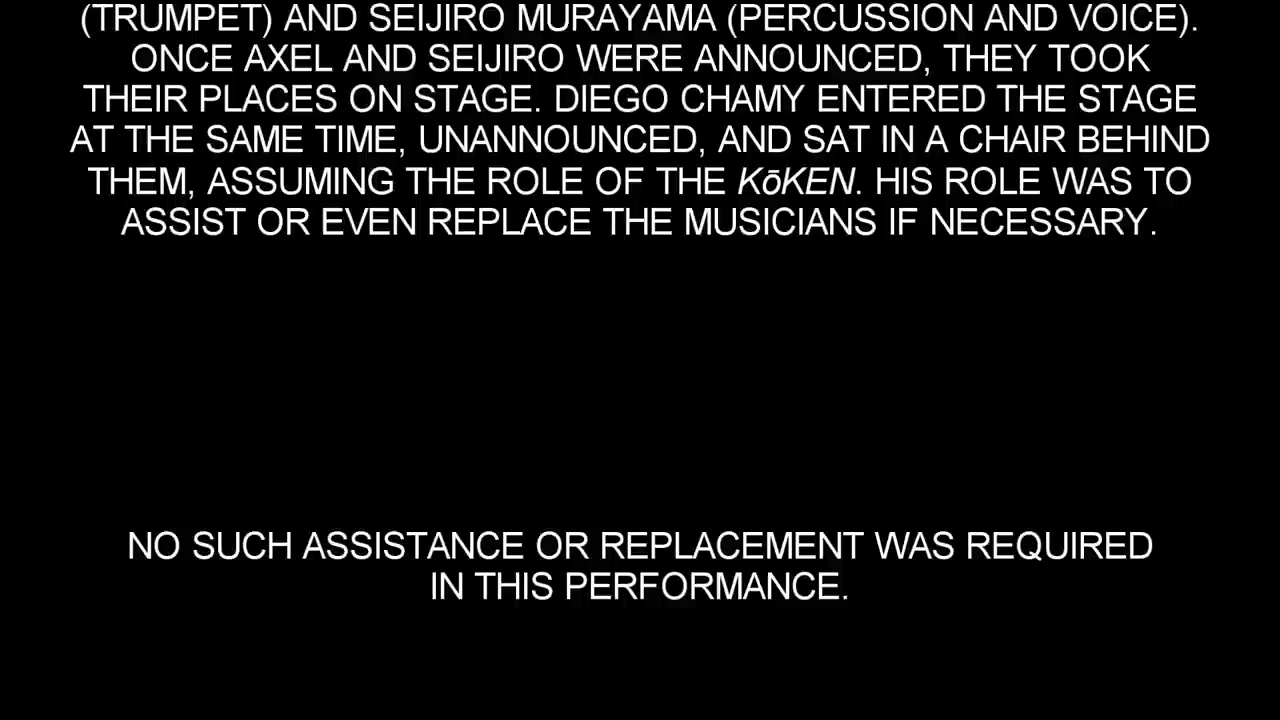 (TRUMPET) AND SEIJIRO MURAYAMA (PERCUSSION AND VOICE).
ONCE AXEL AND SEIJIRO WERE ANNOUNCED, THEY TOOK
THEIR PLACES ON STAGE. DIEGO CHAMY ENTERED THE STAGE
AT THE SAME TIME, UNANNOUNCED, AND SAT IN A CHAIR BEHIND
THEM, ASSUMING THE ROLE OF THE KōKEN. HIS ROLE WAS TO
ASSIST OR EVEN REPLACE THE MUSICIANS IF NECESSARY.
NO SUCH ASSISTANCE OR REPLACEMENT WAS REQUIRED
IN THIS PERFORMANCE.